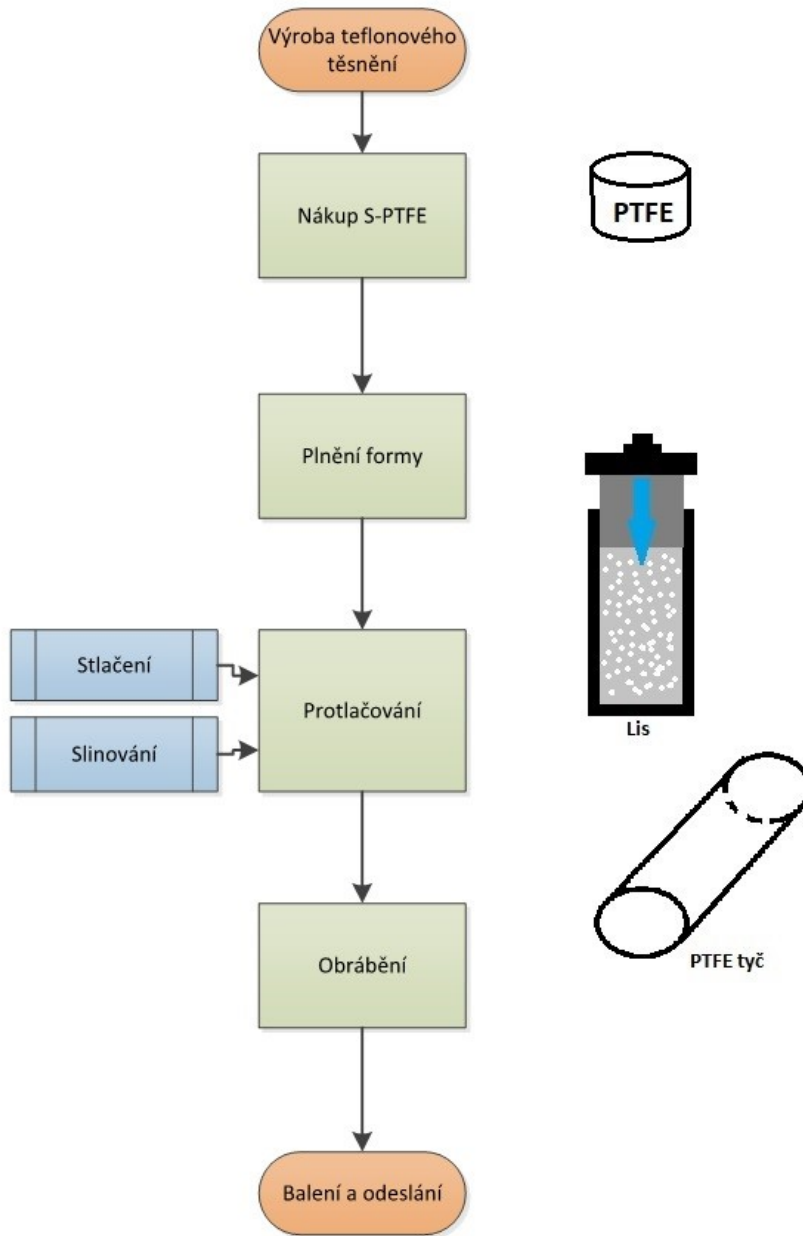 Výroba teflonového
těsnění
Nákup S-PTFE
PTFE
Plnění formy
Lis
Stlačení
Slinování
Protlačování
PTFE tyč
Obrábění
Balení a odeslání